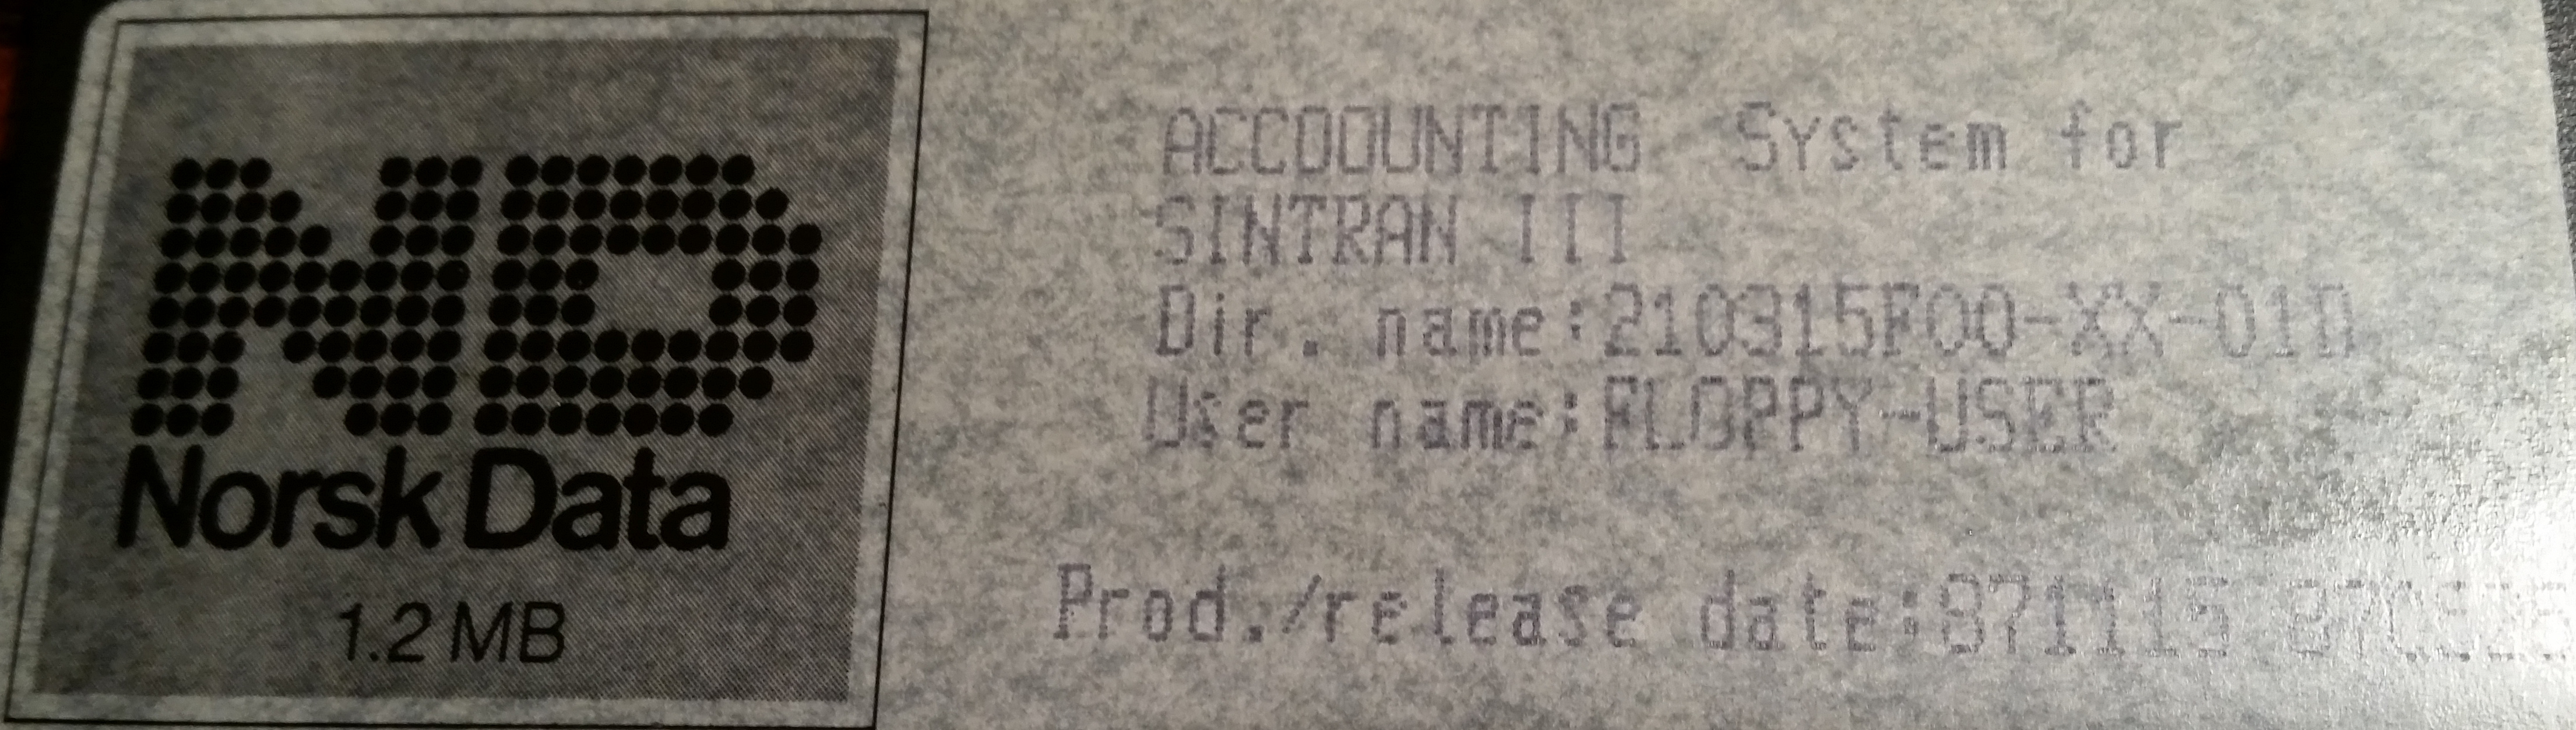 ND
Norsk Data
1.2 MB
ACCOUNTING System for
SINTRAN III
Dir. name:210315F00-XX-01D
User name:FLOPPY-USER
Prod./release date:871115